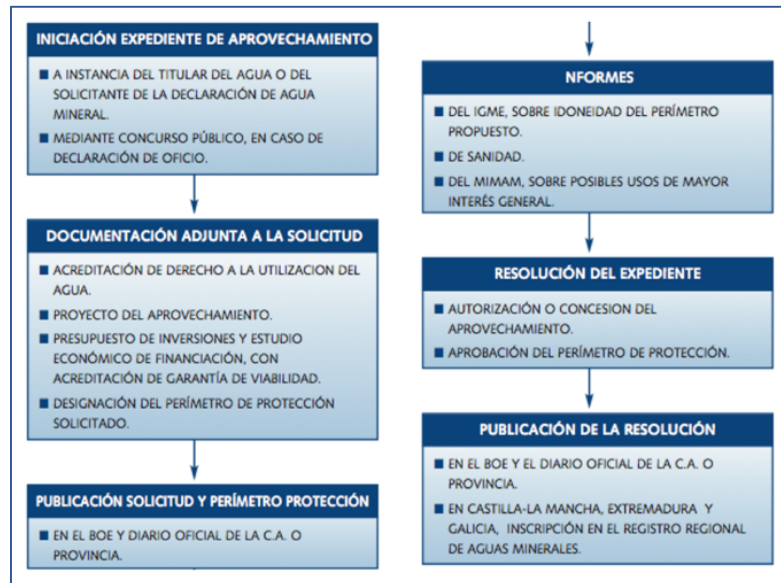 INICIACIÓN EXPEDIENTE DE APROVECHAMIENTO
■ A INSTANCIA DEL TITULAR DEL AGUA O DEL
SOLICITANTE DE LA DECLARACIÓN DE AGUA
MINERAL.
■ MEDIANTE CONCURSO PÚBLICO, EN CASO DE
DECLARACIÓN DE OFICIO.
DOCUMENTACIÓN ADJUNTA A LA SOLICITUD
■ ACREDITACIÓN DE DERECHO A LA UTILIZACION DEL
AGUA.
■ PROYECTO DEL APROVECHAMIENTO.
■ PRESUPUESTO DE INVERSIONES Y ESTUDIO
ECONÓMICO DE FINANCIACIÓN, CON
ACREDITACIÓN DE GARANTÍA DE VIABILIDAD.
■ DESIGNACIÓN DEL PERÍMETRO DE PROTECCIÓN
SOLICITADO.
PUBLICACIÓN SOLICITUD Y PERÍMETRO PROTECCIÓN
■ EN EL BOE Y DIARIO OFICIAL DE LA C.A. O
PROVINCIA.
NFORMES
■ DEL IGME, SOBRE IDONEIDAD DEL PERÍMETRO
PROPUESTO.
■ DE SANIDAD.
■ DEL MIMAM, SOBRE POSIBLES USOS DE MAYOR
INTERÉS GENERAL.
RESOLUCIÓN DEL EXPEDIENTE
■ AUTORIZACIÓN O CONCESION DEL
APROVECHAMIENTO.
■ APROBACIÓN DEL PERÍMETRO DE PROTECCIÓN.
PUBLICACIÓN DE LA RESOLUCIÓN
■ EN EL BOE Y EL DIARIO OFICIAL DE LA C.A. O
PROVINCIA.
■ EN CASTILLA-LA MANCHA, EXTREMADURA Y
GALICIA, INSCRIPCIÓN EN EL REGISTRO REGIONAL
DE AGUAS MINERALES.